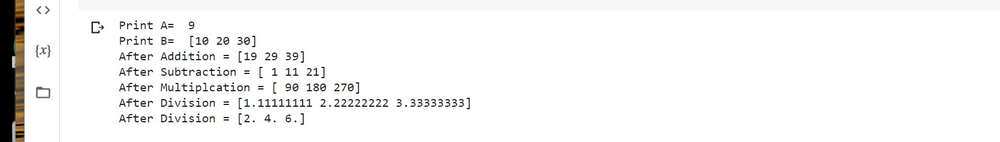 <>
{x}
Print A=  9
Print B=  [10 20 30]
After Addition = [19 29 39]
After Subtraction = [ 1 11 21]
After Multiplcation = [ 90 180 270]
After Division = [1.11111111 2.22222222 3.33333333]
After Division = [2. 4. 6.]